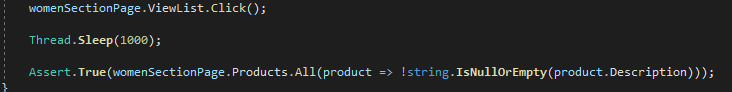 womenSectionPage.ViewList.Click();
Thread.Sleep(1000);
Assert.True(womenSectionPage.Products.All(product => !string.IsNullOrEmpty(product.Description)));
}